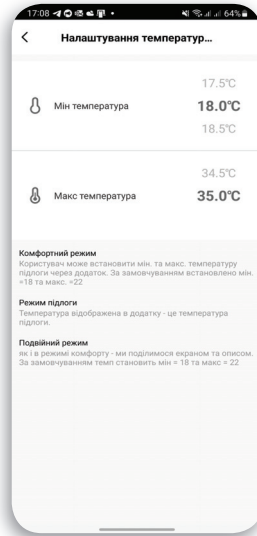 17:08 64%
Налаштування температур...
17.5°C
Мін температура 18.0°C
18.5°C
34.5°C
Макс температура 35.0°C
Комфортний режим
Користувач може встановити мін. та макс. температуру
підлоги через додаток. За замовчуванням встановлено мін.
=18 та макс. =22
Режим підлоги
Температура відображена в додатку - це температура
підлоги.
Подвійний режим
як і в режимі комфорту - ми поділимося екраном та описом.
За замовчуванням темп становить мін = 18 та макс = 22